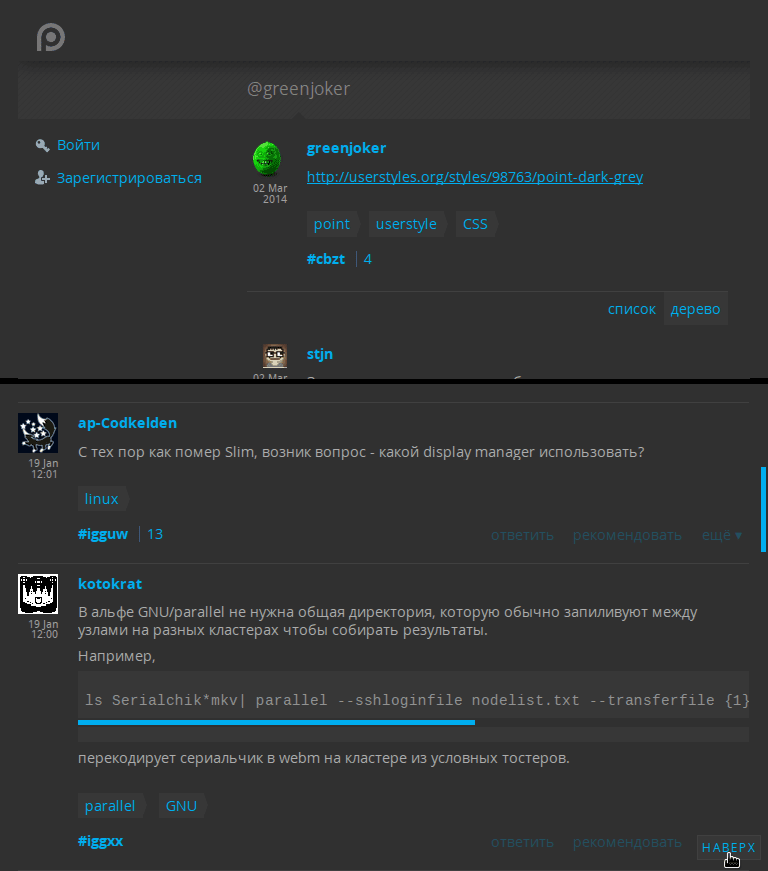 @greenjoker
Войти
Зарегистрироваться
greenjoker
02 Mar
2014
http://userstyles.org/styles/98763/point-dark-grey
point userstyle CSS
#cbzt 4
список дерево
stjn
02 Mar
ap-Codkelden
19 Jan
12:01
С тех пор как помер Slim, возник вопрос - какой display manager использовать?
linux
#igguw 13 ответить рекомендовать ещё ▾
kotokrat
19 Jan
12:00
В альфе GNU/parallel не нужна общая директория, которую обычно запиливуют между
узлами на разных кластерах чтобы собирать результаты.
Например,
ls Serialchik*mkv| parallel --sshloginfile nodelist.txt --transferfile {1}
перекодирует сериальчик в webm на кластере из условных тостеров.
parallel GNU
#iggxx ответить рекомендовать
НАВЕРХ